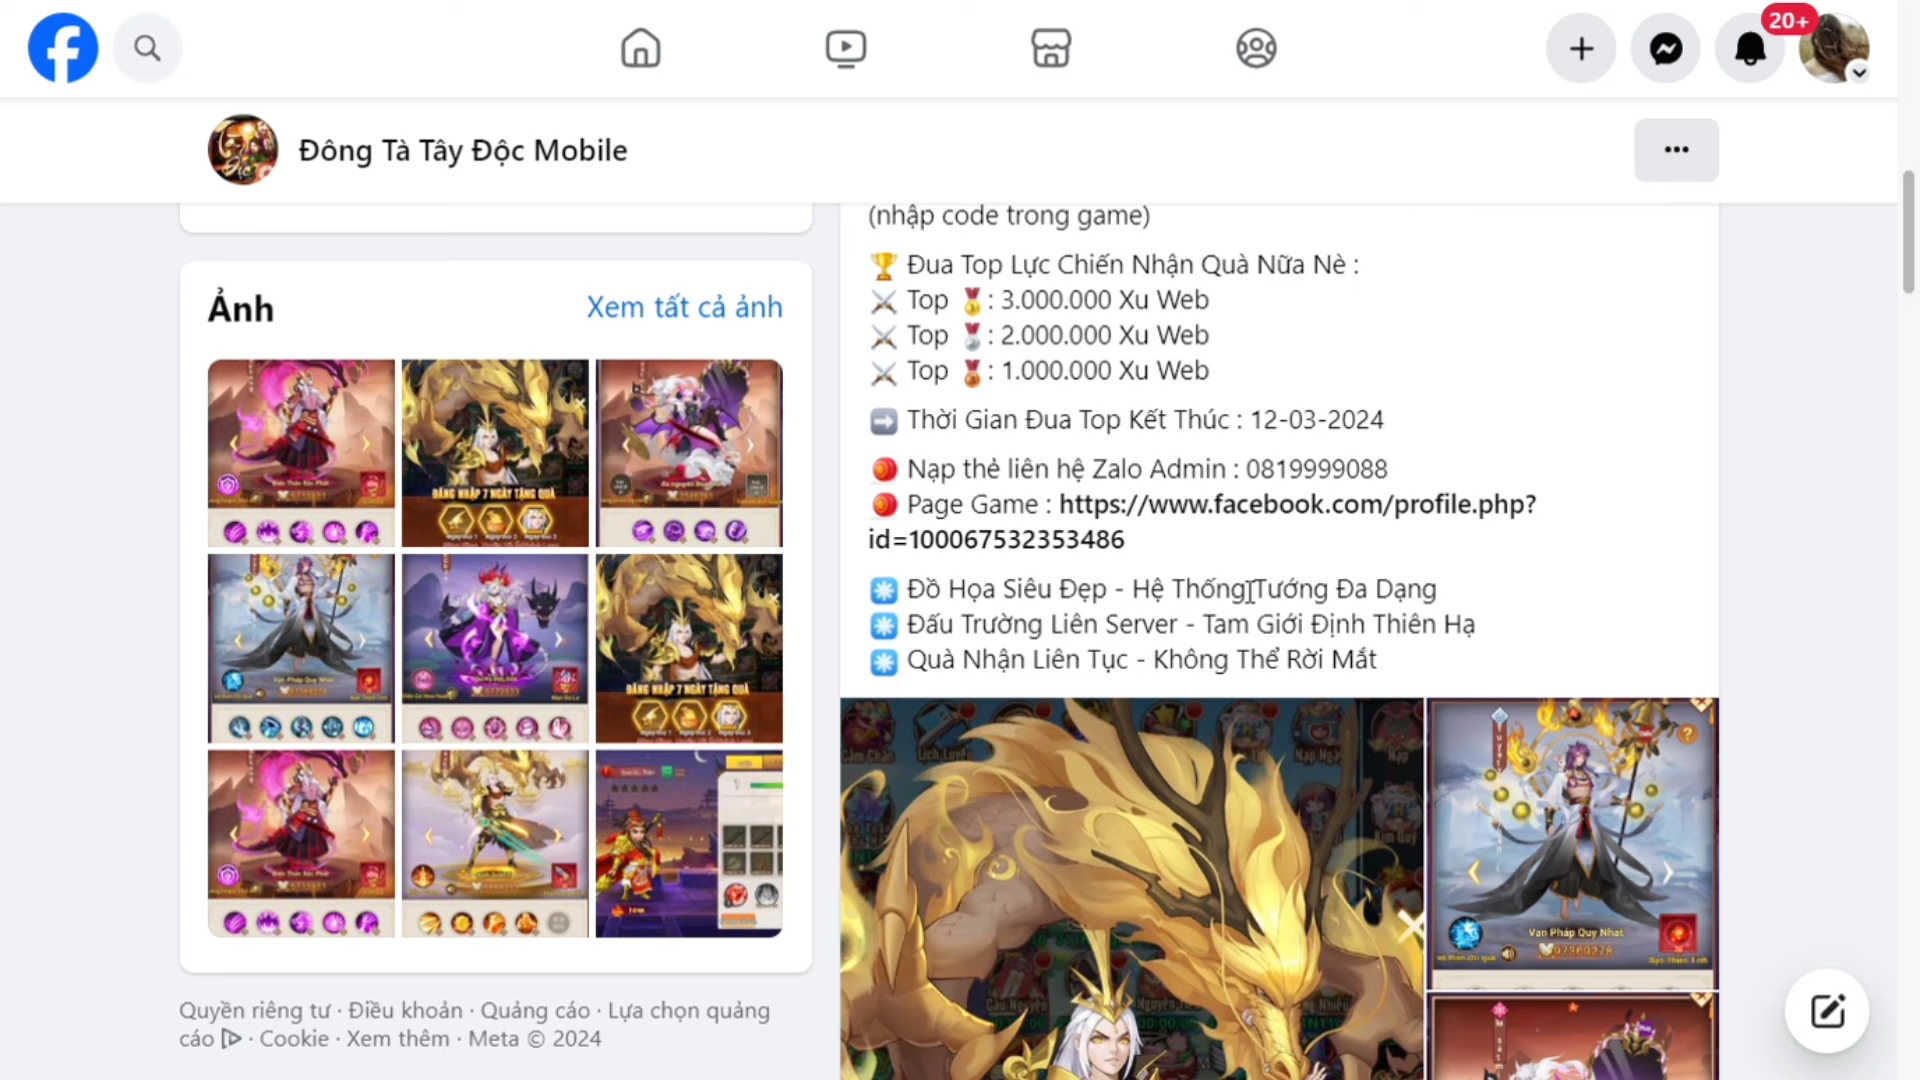 20+
Đông Tà Tây Độc Mobile
(nhập code trong game)
Ảnh
Xem tất cả ảnh
🏆 Đua Top Lực Chiến Nhận Quà Nữa Nè :
⚔️ Top 🥇: 3.000.000 Xu Web
⚔️ Top 🥈: 2.000.000 Xu Web
⚔️ Top 🥉: 1.000.000 Xu Web
➡️ Thời Gian Đua Top Kết Thúc : 12-03-2024
Nạp thẻ liên hệ Zalo Admin : 0819999088
Page Game : https://www.facebook.com/profile.php?
id=100067532353486
Đồ Họa Siêu Đẹp - Hệ Thống Tướng Đa Dạng
Đấu Trường Liên Server - Tam Giới Định Thiên Hạ
Quà Nhận Liên Tục - Không Thể Rời Mắt
ĐĂNG NHẬP 7 NGÀY TẶNG QUÀ
ĐĂNG NHẬP 7 NGÀY TẶNG QUÀ
Vạn Pháp Quy Nhất
Quyền riêng tư · Điều khoản · Quảng cáo · Lựa chọn quảng
cáo · Cookie · Xem thêm · Meta © 2024